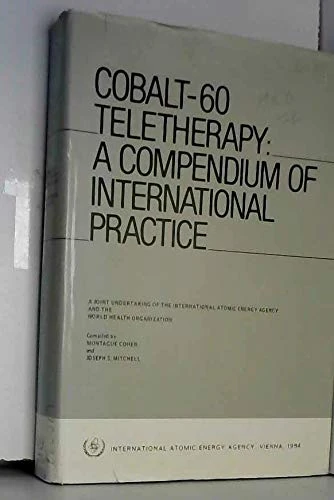 COBALT-60
TELETHERAPY:
A COMPENDIUM OF
INTERNATIONAL
PRACTICE
A JOINT UNDERTAKING OF THE INTERNATIONAL ATOMIC ENERGY AGENCY
AND THE
WORLD HEALTH ORGANIZATION
Compiled by
MONTAGUE COHEN
and
JOSEPH S. MITCHELL
INTERNATIONAL ATOMIC ENERGY AGENCY, VIENNA, 1984